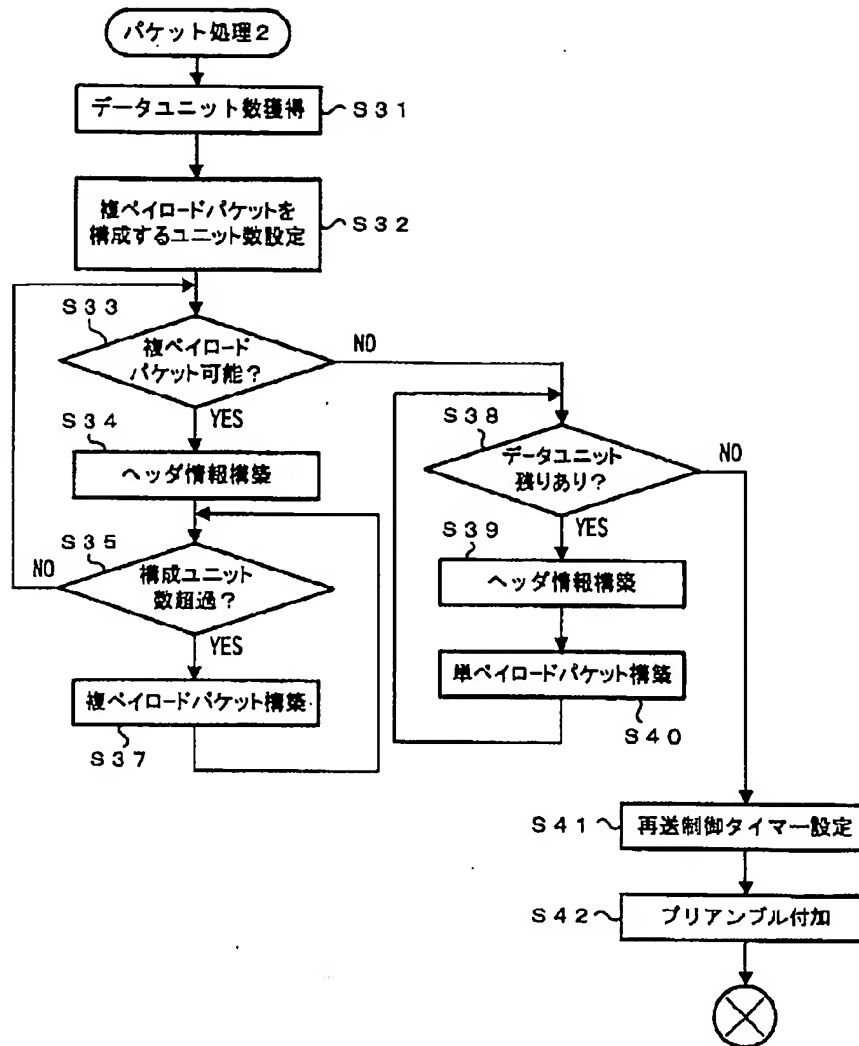 パケット処理2
データユニット数獲得
S31
複ペイロードパケットを
構成するユニット数設定
S32
S33
複ペイロード
パケット可能?
NO
YES
S34
ヘッダ情報構築
S35
NO
構成ユニット
数超過?
YES
複ペイロードパケット構築
S37
S38
データユニット
残りあり?
NO
YES
S39
ヘッダ情報構築
単ペイロードパケット構築
S40
S41
再送制御タイマー設定
S42
プリアンブル付加